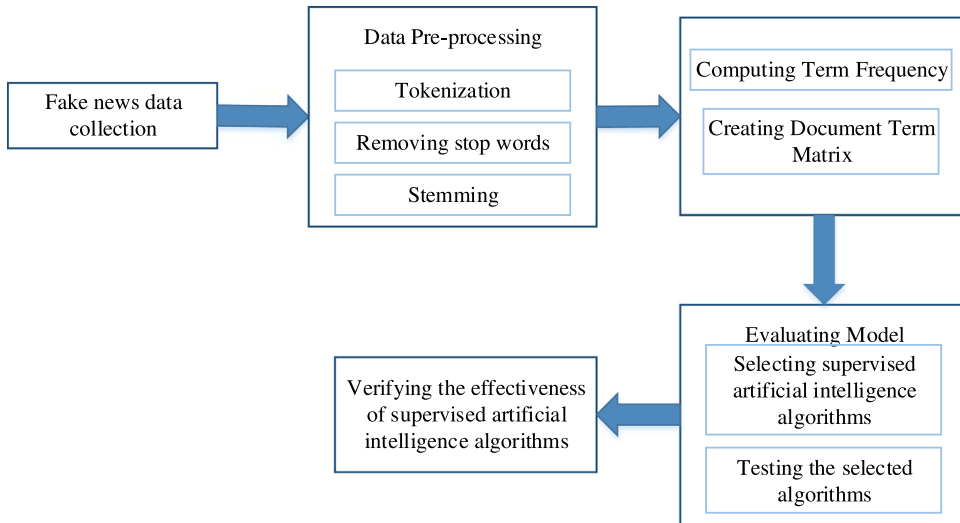 Fake news data
collection
Data Pre-processing
Tokenization
Removing stop words
Stemming
Computing Term Frequency
Creating Document Term
Matrix
Evaluating Model
Selecting supervised
artificial intelligence
algorithms
Testing the selected
algorithms
Verifying the effectiveness
of supervised artificial
intelligence algorithms